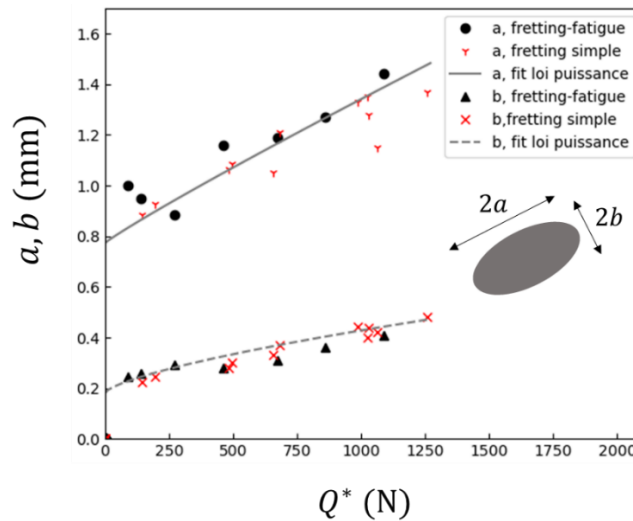 a, fretting-fatigue
a, fretting simple
a, fit loi puissance
b, fretting-fatigue
b,fretting simple
b, fit loi puissance
1.6
1.4
1.2
1.0
0.8
0.6
0.4
0.2
0.0
a, b (mm)
2a
2b
0 250 500 750 1000 1250 1500 1750 2000
Q* (N)